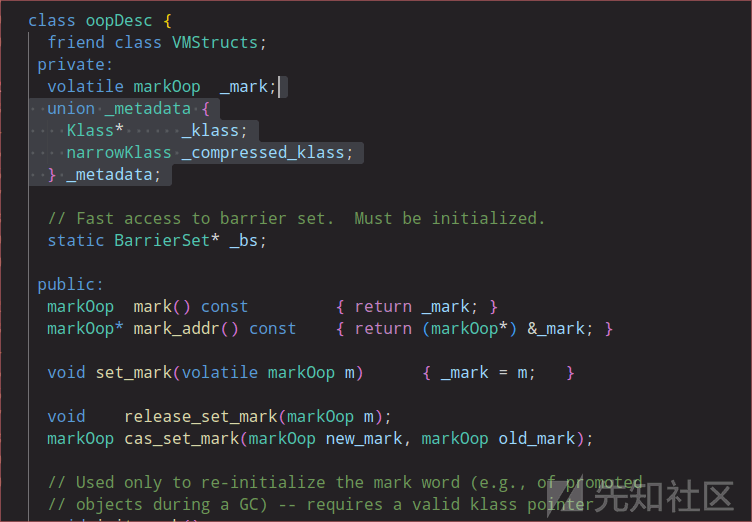 class oopDesc {
  friend class VMStructs;
 private:
  volatile markOop  _mark;
  union _metadata {
    Klass*      _klass;
    narrowKlass _compressed_klass;
  } _metadata;

  // Fast access to barrier set.  Must be initialized.
  static BarrierSet* _bs;

 public:
  markOop  mark() const         { return _mark; }
  markOop* mark_addr() const    { return (markOop*) &_mark; }

  void set_mark(volatile markOop m)      { _mark = m;   }

  void    release_set_mark(markOop m);
  markOop cas_set_mark(markOop new_mark, markOop old_mark);

  // Used only to re-initialize the mark word (e.g., of promoted
  // objects during a GC) -- requires a valid klass pointer
先知社区